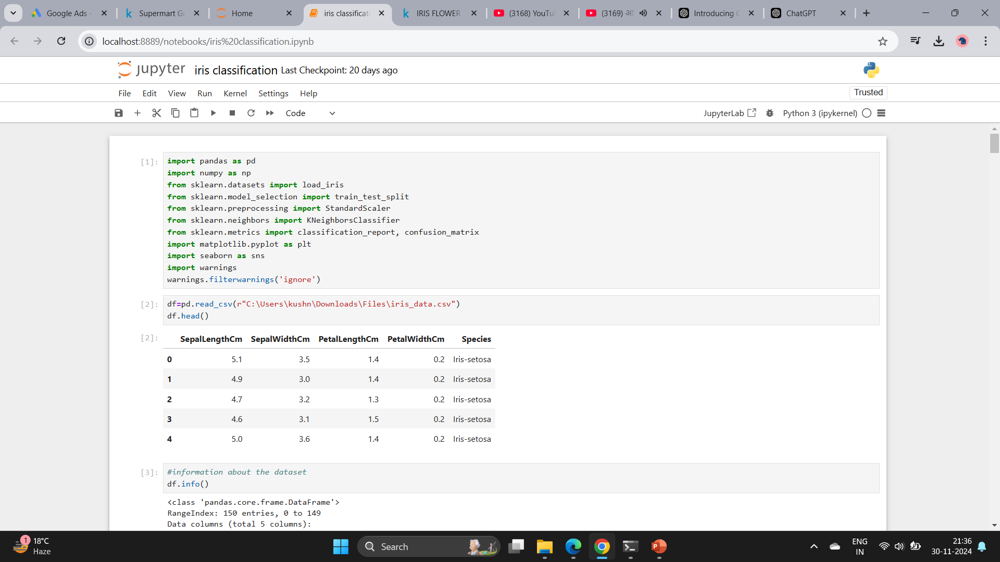 Google Ads -
Supermart Gr
Home
iris classificati
IRIS FLOWER
(3168) YouTu
(3169) आ
Introducing C
ChatGPT
localhost:8889/notebooks/iris%20classification.ipynb
jupyter iris classification Last Checkpoint: 20 days ago
File Edit View Run Kernel Settings Help
Trusted
Code
JupyterLab
Python 3 (ipykernel)
[1]:
import pandas as pd
import numpy as np
from sklearn.datasets import load_iris
from sklearn.model_selection import train_test_split
from sklearn.preprocessing import StandardScaler
from sklearn.neighbors import KNeighborsClassifier
from sklearn.metrics import classification_report, confusion_matrix
import matplotlib.pyplot as plt
import seaborn as sns
import warnings
warnings.filterwarnings('ignore')
[2]:
df=pd.read_csv(r"C:\Users\kushn\Downloads\Files\iris_data.csv")
df.head()
[2]:
SepalLengthCm SepalWidthCm PetalLengthCm PetalWidthCm Species
0 5.1 3.5 1.4 0.2 Iris-setosa
1 4.9 3.0 1.4 0.2 Iris-setosa
2 4.7 3.2 1.3 0.2 Iris-setosa
3 4.6 3.1 1.5 0.2 Iris-setosa
4 5.0 3.6 1.4 0.2 Iris-setosa
[3]:
#information about the dataset
df.info()
<class 'pandas.core.frame.DataFrame'>
RangeIndex: 150 entries, 0 to 149
Data columns (total 5 columns):
1
18°C
Haze
Search
ENG
IN
21:36
30-11-2024